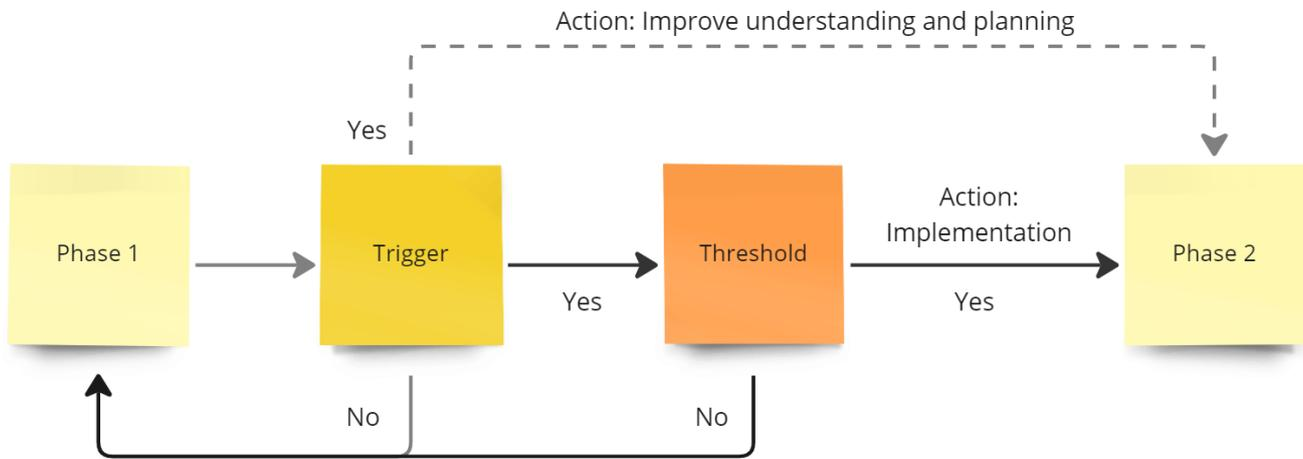 Action: Improve understanding and planning
Yes
Phase 1
Trigger
Threshold
Action:
Implementation
Phase 2
Yes
Yes
No
No